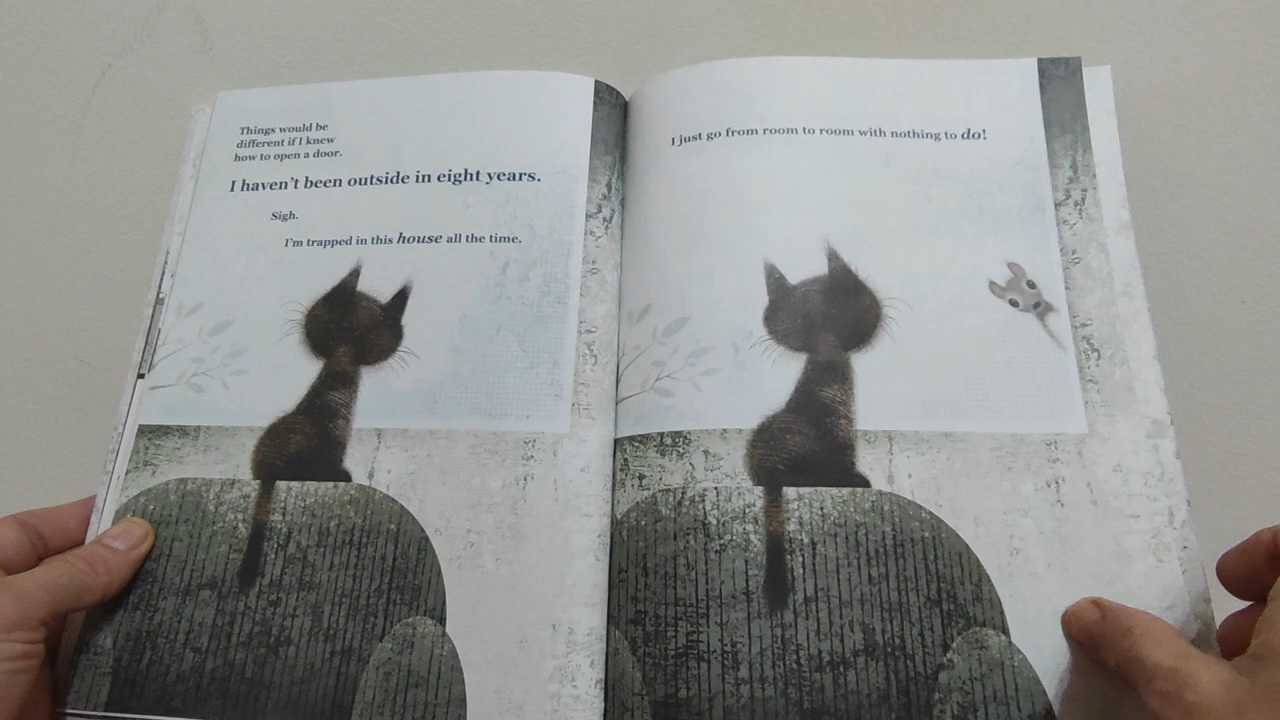 Things would be
different if I knew
how to open a door.
I haven't been outside in eight years.
Sigh.
I'm trapped in this house all the time.
I just go from room to room with nothing to do!